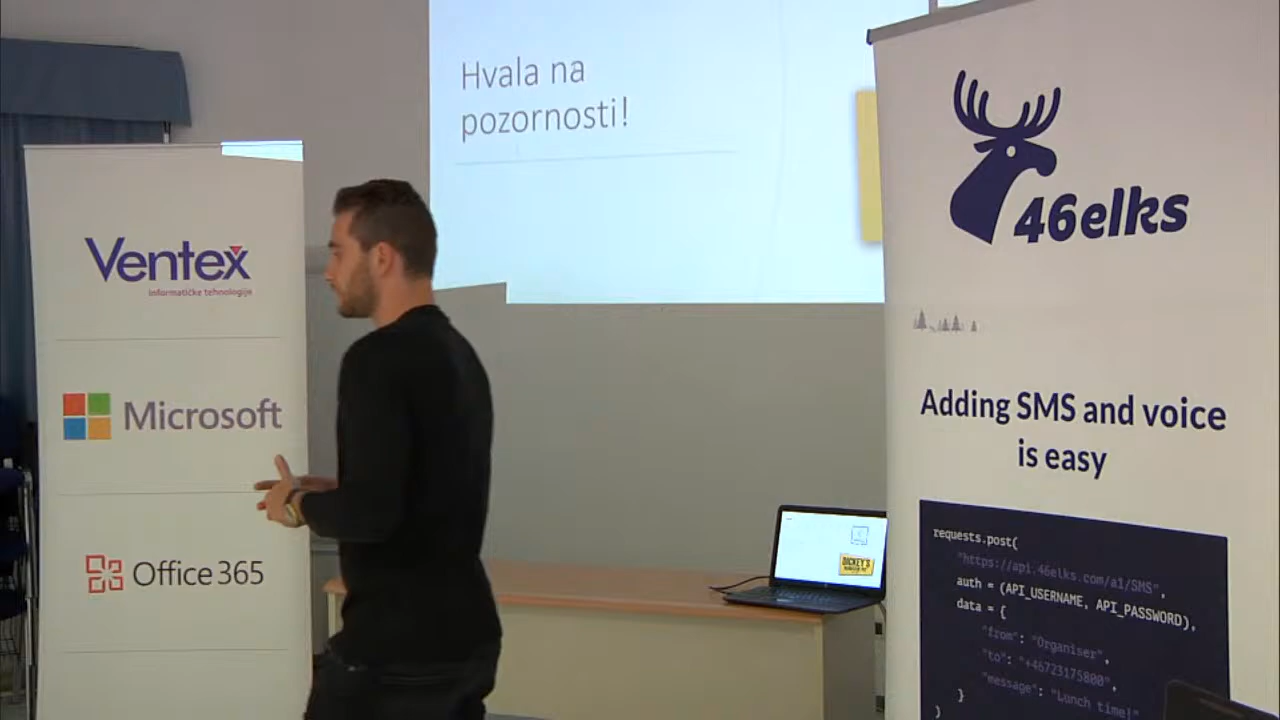 Hvala na
pozornosti!
Ventex
informatičke tehnologije
Microsoft
Office 365
46elks
Adding SMS and voice
is easy
requests.post(
"https://api.46elks.com/a1/SMS",
auth = (API_USERNAME, API_PASSWORD),
data = {
"from": "Organiser",
"to": "+46723175800",
"message": "Lunch time!"
}
)
DICKEY'S